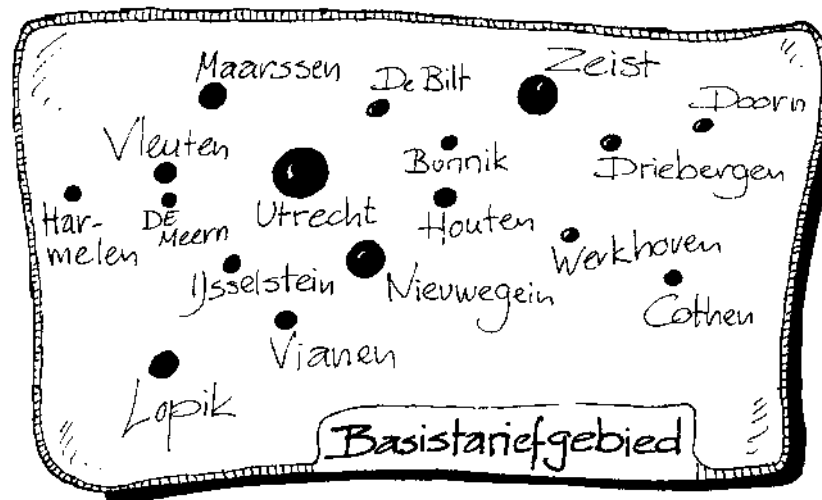 Maarssen
De Bilt
Zeist
Doorn
Vleuten
Bunnik
Driebergen
Har-
melen
DE
Meern
Utrecht
Houten
Werkhoven
IJsselstein
Nieuwegein
Cothen
Vianen
Lopik
Basistariefgebied